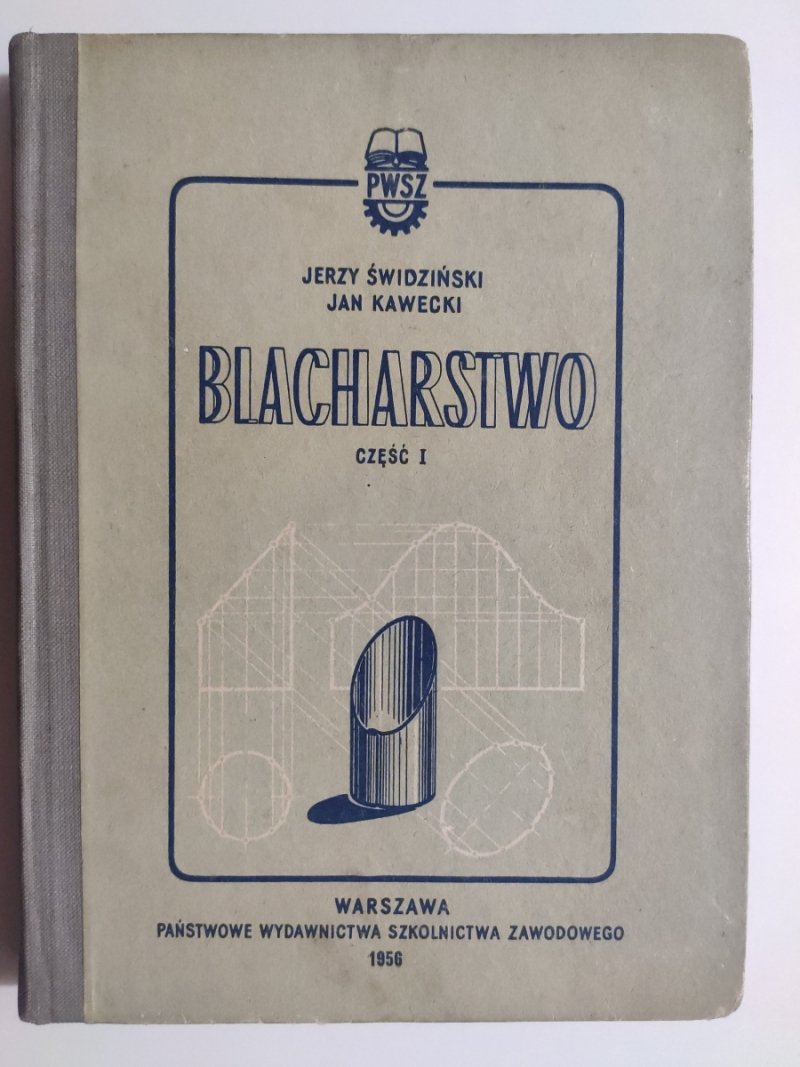 PWSZ
JERZY ŚWIDZIŃSKI
JAN KAWECKI
BLACHARSTWO
CZĘŚĆ I
WARSZAWA
PAŃSTWOWE WYDAWNICTWA SZKOLNICTWA ZAWODOWEGO
1956